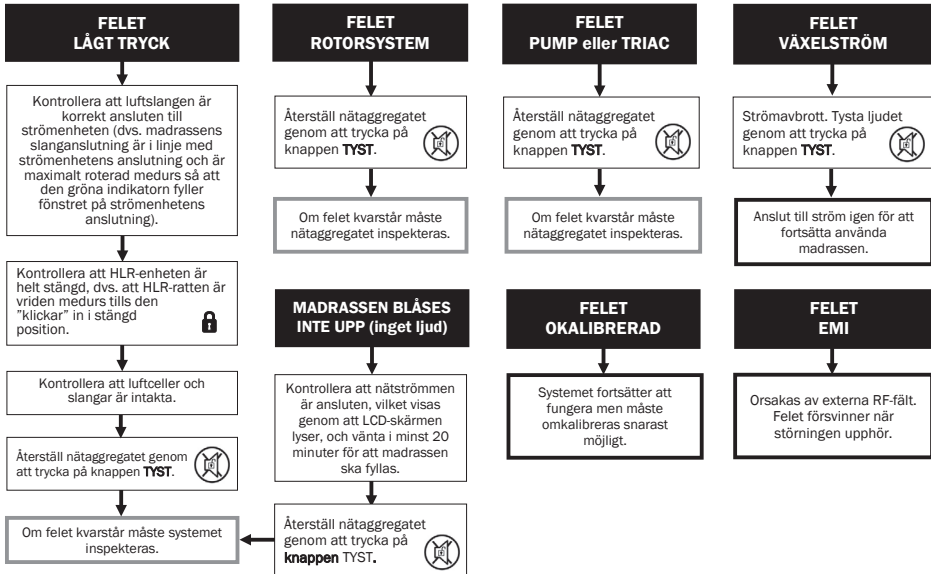 FELET
LÅGT TRYCK
Kontrollera att luftslangen är
korrekt ansluten till
strömenheten (dvs. madrassens
slanganslutning är i linje med
strömenhetens anslutning och är
maximalt roterad medurs så att
den gröna indikatorn fyller
fönstret på strömenhetens
anslutning).
Kontrollera att HLR-enheten är
helt stängd, dvs. att HLR-ratten är
vriden medurs tills den
"klickar" in i stängd
position.
Kontrollera att luftceller och
slangar är intakta.
Återställ nätaggregatet genom
att trycka på knappen TYST.
Om felet kvarstår måste systemet
inspekteras.
FELET
ROTORSYSTEM
Återställ nätaggregatet
genom att trycka på
knappen TYST.
Om felet kvarstår måste
nätaggregatet inspekteras.
MADRASSEN BLÅSES
INTE UPP (inget ljud)
Kontrollera att nätströmmen
är ansluten, vilket visas
genom att LCD-skärmen
lyser, och vänta i minst 20
minuter för att madrassen
ska fyllas.
Återställ nätaggregatet
genom att trycka på
knappen TYST.
FELET
PUMP eller TRIAC
Återställ nätaggregatet
genom att trycka på
knappen TYST.
Om felet kvarstår måste
nätaggregatet inspekteras.
FELET
OKALIBRERAD
Systemet fortsätter att
fungera men måste
omkalibreras snarast
möjligt.
FELET
VÄXELSTRÖM
Strömavbrott. Tysta ljudet
genom att trycka på
knappen TYST.
Anslut till ström igen för att
fortsätta använda
madrassen.
FELET
EMI
Orsakas av externa RF-fält.
Felet försvinner när
störningen upphör.